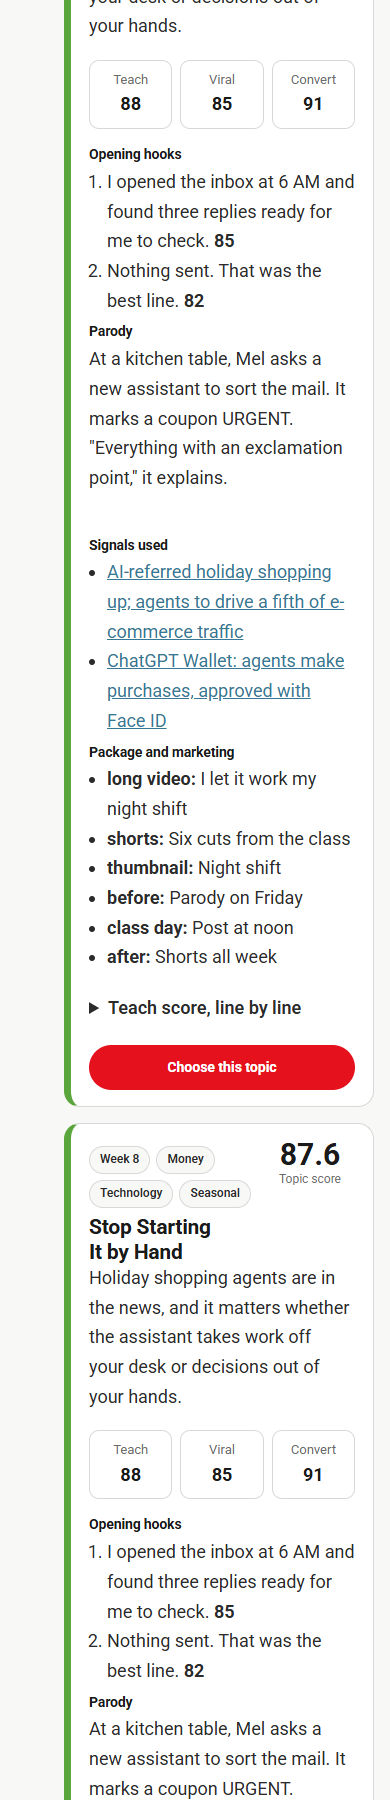 your desk or decisions out of
your hands.
Teach
88
Viral
85
Convert
91
Opening hooks
1. I opened the inbox at 6 AM and
found three replies ready for
me to check. 85
2. Nothing sent. That was the
best line. 82
Parody
At a kitchen table, Mel asks a
new assistant to sort the mail. It
marks a coupon URGENT.
"Everything with an exclamation
point," it explains.
Signals used
• AI-referred holiday shopping
up; agents to drive a fifth of e-
commerce traffic
• ChatGPT Wallet: agents make
purchases, approved with
Face ID
Package and marketing
• long video: I let it work my
night shift
• shorts: Six cuts from the class
• thumbnail: Night shift
• before: Parody on Friday
• class day: Post at noon
• after: Shorts all week
▶ Teach score, line by line
Choose this topic
Week 8
Money
Technology
Seasonal
87.6
Topic score
Stop Starting
It by Hand
Holiday shopping agents are in
the news, and it matters whether
the assistant takes work off
your desk or decisions out of
your hands.
Teach
88
Viral
85
Convert
91
Opening hooks
1. I opened the inbox at 6 AM and
found three replies ready for
me to check. 85
2. Nothing sent. That was the
best line. 82
Parody
At a kitchen table, Mel asks a
new assistant to sort the mail. It
marks a coupon URGENT.